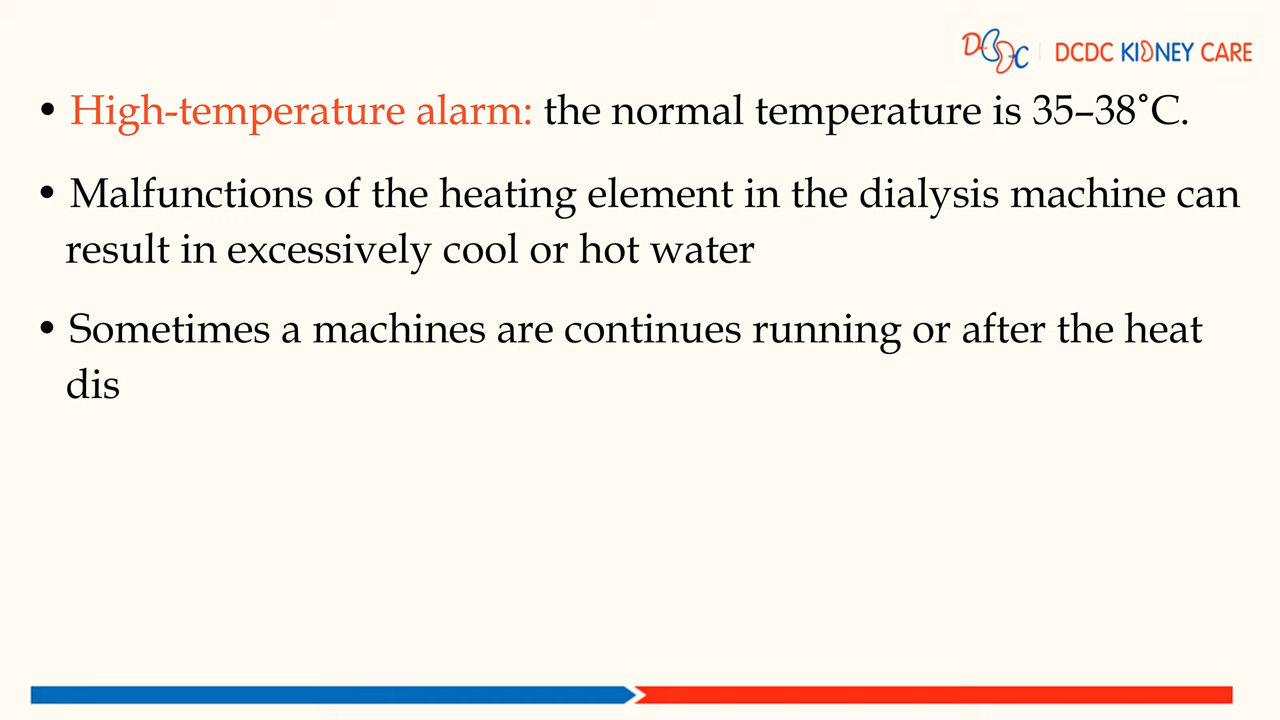 DCDC | DCDC KIDNEY CARE
• High-temperature alarm: the normal temperature is 35–38˚C.
• Malfunctions of the heating element in the dialysis machine can
result in excessively cool or hot water
• Sometimes a machines are continues running or after the heat
dis